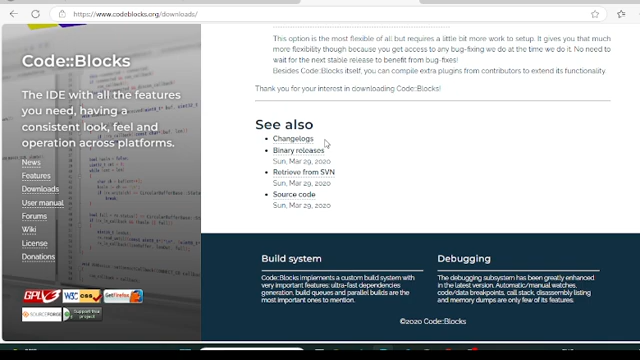 https://www.codeblocks.org/downloads/
Code::Blocks
The IDE with all the features
you need, having a
consistent look, feel and
operation across platforms.
News
Features
Downloads
User manual
Forums
Wiki
License
Donations
GPLv3
W3C css
GetFirefox
SOURCEFORGE
Support this
project
This option is the most flexible of all but requires a little bit more work to setup. It gives you that much
more flexibility though because you get access to any bug-fixing we do at the time we do it. No need to
wait for the next stable release to benefit from bug-fixes!
Besides Code::Blocks itself, you can compile extra plugins from contributors to extend its functionality.
Thank you for your interest in downloading Code::Blocks!
See also
Changelogs
Binary releases
Sun, Mar 29, 2020
Retrieve from SVN
Sun, Mar 29, 2020
Source code
Sun, Mar 29, 2020
Build system
Code::Blocks implements a custom build system with
very important features: ultra-fast dependencies
generation, build queues and parallel builds are the
most important ones to mention.
Debugging
The debugging subsystem has been greatly enhanced
in the latest version. Automatic/manual watches,
code/data breakpoints, call stack, disassembly listing
and memory dumps are only few of its features.
©2020 Code::Blocks